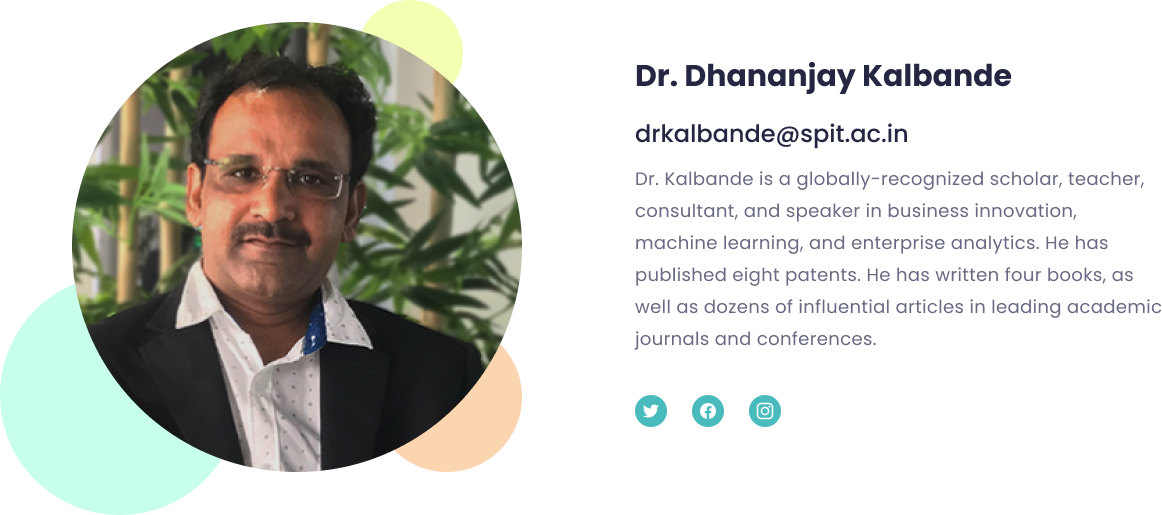 Dr. Dhananjay Kalbande
drkalbande@spit.ac.in
Dr. Kalbande is a globally-recognized scholar, teacher,
consultant, and speaker in business innovation,
machine learning, and enterprise analytics. He has
published eight patents. He has written four books, as
well as dozens of influential articles in leading academic
journals and conferences.